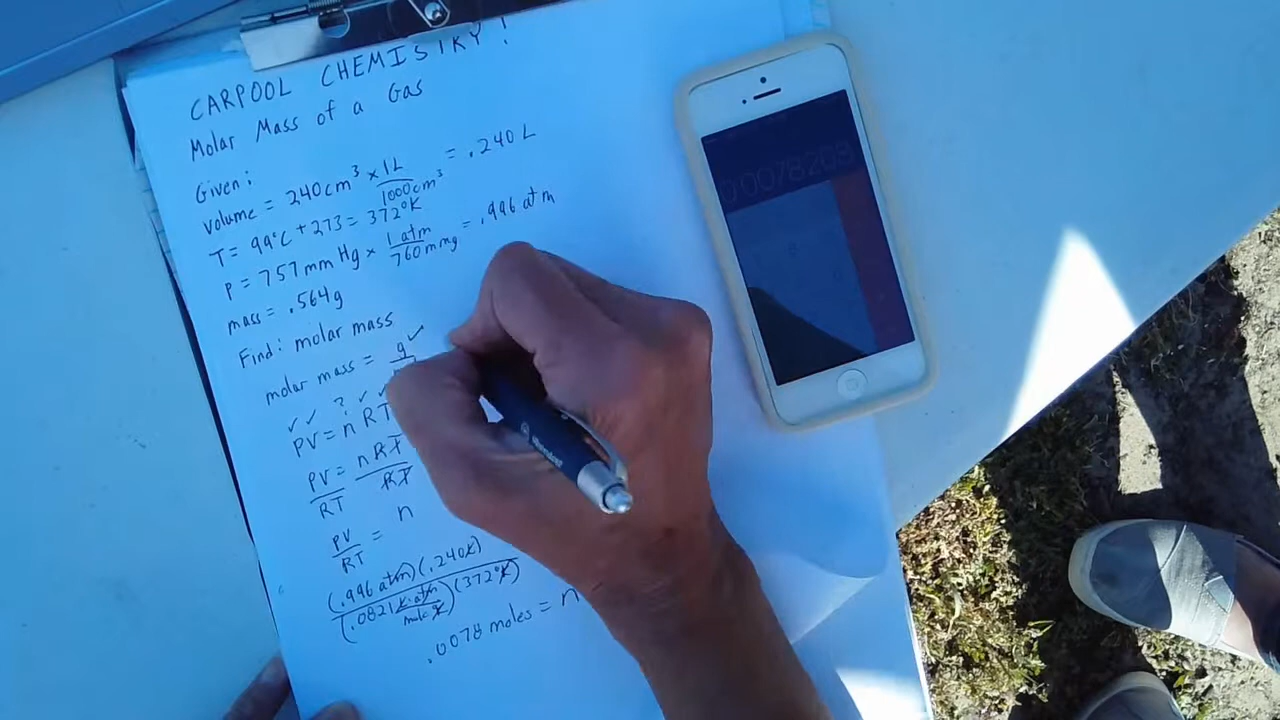 CARPOOL CHEMISTRY!
Molar Mass of a Gas
Given:
Volume = 240cm³ × 1L/1000cm³ = .240 L
T = 99°C + 273 = 372°K
P = 757 mm Hg × 1 atm/760 mm Hg = .996 atm
mass = .564g
Find: molar mass
molar mass = g ✓
✓ ✓ ? ✓ ✓
PV = n R T
PV/RT = nRT/RT
PV/RT = n
(.996 atm)(.240L)/(.0821 L·atm/mole·K)(372°K)
.0078 moles = n